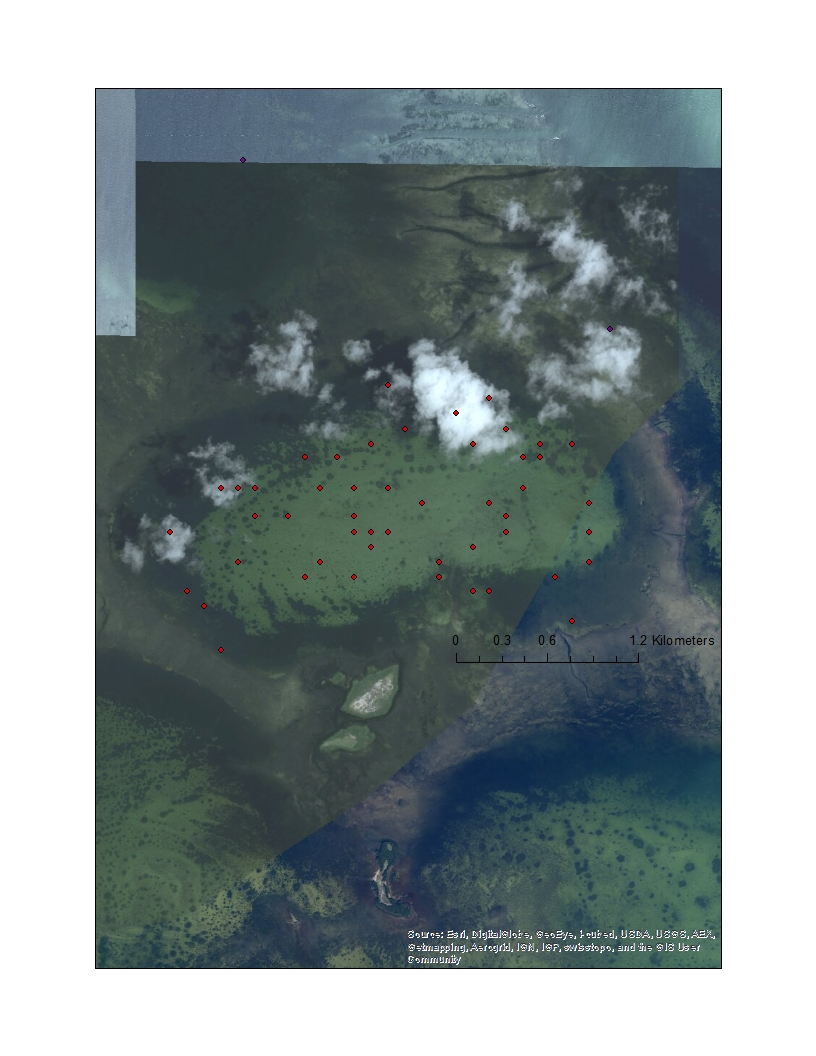 0 0.3 0.6 1.2 Kilometers
Source: Esri, DigitalGlobe, GeoEye, i-cubed, USDA, USGS, AEX,
Getmapping, Aerogrid, IGN, IGP, swisstopo, and the GIS User
Community